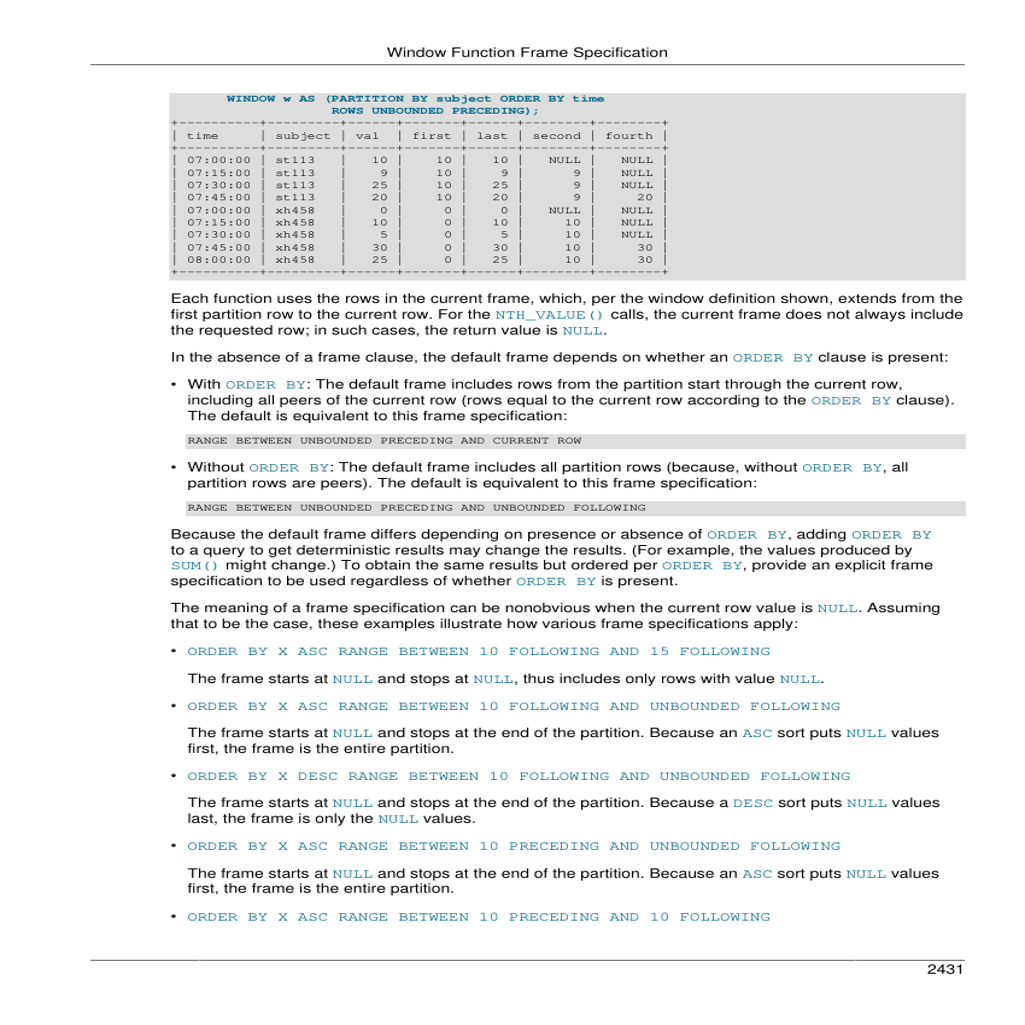 Window Function Frame Specification
WINDOW w AS (PARTITION BY subject ORDER BY time
ROWS UNBOUNDED PRECEDING);
+----------+---------+------+-------+------+--------+--------+
| time     | subject | val  | first | last | second | fourth |
+----------+---------+------+-------+------+--------+--------+
| 07:00:00 | st113   |   10 |    10 |   10 |   NULL |   NULL |
| 07:15:00 | st113   |    9 |    10 |    9 |      9 |   NULL |
| 07:30:00 | st113   |   25 |    10 |   25 |      9 |   NULL |
| 07:45:00 | st113   |   20 |    10 |   20 |      9 |     20 |
| 07:00:00 | xh458   |    0 |     0 |    0 |   NULL |   NULL |
| 07:15:00 | xh458   |   10 |     0 |   10 |     10 |   NULL |
| 07:30:00 | xh458   |    5 |     0 |    5 |     10 |   NULL |
| 07:45:00 | xh458   |   30 |     0 |   30 |     10 |     30 |
| 08:00:00 | xh458   |   25 |     0 |   25 |     10 |     30 |
+----------+---------+------+-------+------+--------+--------+
Each function uses the rows in the current frame, which, per the window definition shown, extends from the
first partition row to the current row. For the NTH_VALUE() calls, the current frame does not always include
the requested row; in such cases, the return value is NULL.
In the absence of a frame clause, the default frame depends on whether an ORDER BY clause is present:
• With ORDER BY: The default frame includes rows from the partition start through the current row,
including all peers of the current row (rows equal to the current row according to the ORDER BY clause).
The default is equivalent to this frame specification:
RANGE BETWEEN UNBOUNDED PRECEDING AND CURRENT ROW
• Without ORDER BY: The default frame includes all partition rows (because, without ORDER BY, all
partition rows are peers). The default is equivalent to this frame specification:
RANGE BETWEEN UNBOUNDED PRECEDING AND UNBOUNDED FOLLOWING
Because the default frame differs depending on presence or absence of ORDER BY, adding ORDER BY
to a query to get deterministic results may change the results. (For example, the values produced by
SUM() might change.) To obtain the same results but ordered per ORDER BY, provide an explicit frame
specification to be used regardless of whether ORDER BY is present.
The meaning of a frame specification can be nonobvious when the current row value is NULL. Assuming
that to be the case, these examples illustrate how various frame specifications apply:
• ORDER BY X ASC RANGE BETWEEN 10 FOLLOWING AND 15 FOLLOWING
The frame starts at NULL and stops at NULL, thus includes only rows with value NULL.
• ORDER BY X ASC RANGE BETWEEN 10 FOLLOWING AND UNBOUNDED FOLLOWING
The frame starts at NULL and stops at the end of the partition. Because an ASC sort puts NULL values
first, the frame is the entire partition.
• ORDER BY X DESC RANGE BETWEEN 10 FOLLOWING AND UNBOUNDED FOLLOWING
The frame starts at NULL and stops at the end of the partition. Because a DESC sort puts NULL values
last, the frame is only the NULL values.
• ORDER BY X ASC RANGE BETWEEN 10 PRECEDING AND UNBOUNDED FOLLOWING
The frame starts at NULL and stops at the end of the partition. Because an ASC sort puts NULL values
first, the frame is the entire partition.
• ORDER BY X ASC RANGE BETWEEN 10 PRECEDING AND 10 FOLLOWING
2431